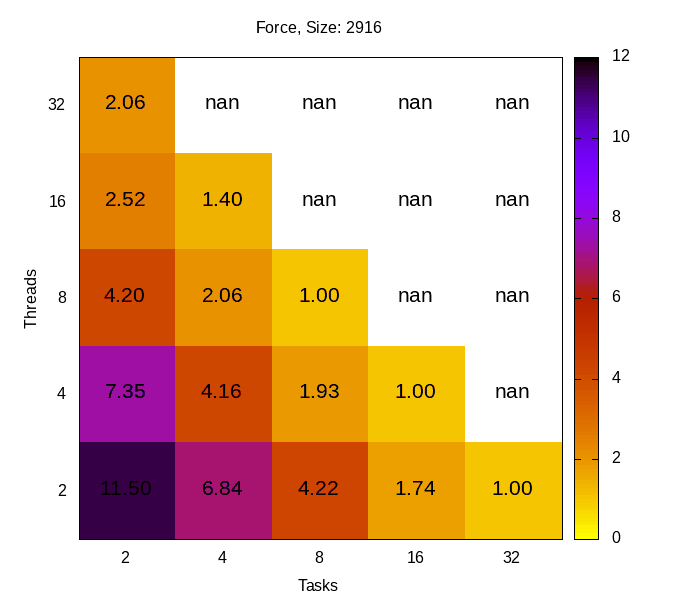 Force, Size: 2916
12
32 2.06 nan nan nan nan
10
16 2.52 1.40 nan nan nan
8
Threads
8 4.20 2.06 1.00 nan nan
6
4
4 7.35 4.16 1.93 1.00 nan
2
2 11.50 6.84 4.22 1.74 1.00
0
2 4 8 16 32
Tasks